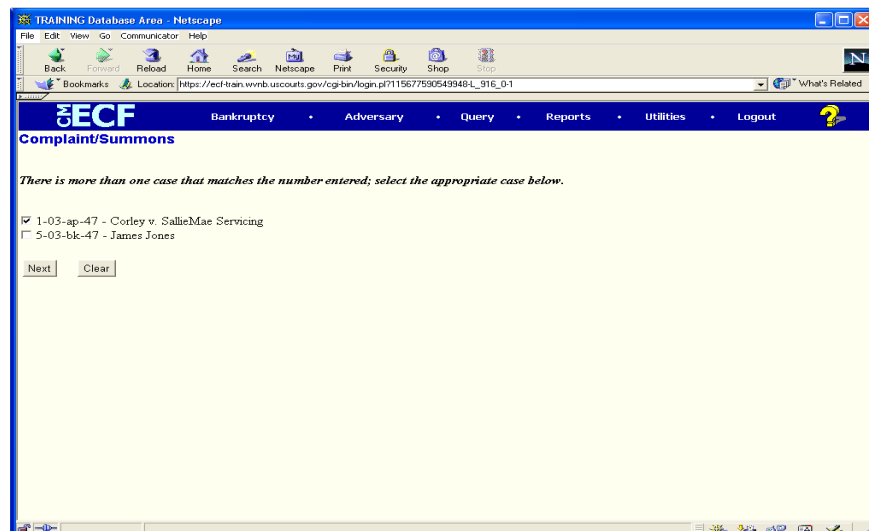 TRAINING Database Area - Netscape
File Edit View Go Communicator Help
Back Forward Reload Home Search Netscape Print Security Shop Stop
Bookmarks Location: https://ecf-train.wvnb.uscourts.gov/cgi-bin/login.pl?115677590549948-L_916_0-1 What's Related
CM ECF Bankruptcy • Adversary • Query • Reports • Utilities • Logout ?
Complaint/Summons
There is more than one case that matches the number entered; select the appropriate case below.
1-03-ap-47 - Corley v. SallieMae Servicing
5-03-bk-47 - James Jones
Next Clear